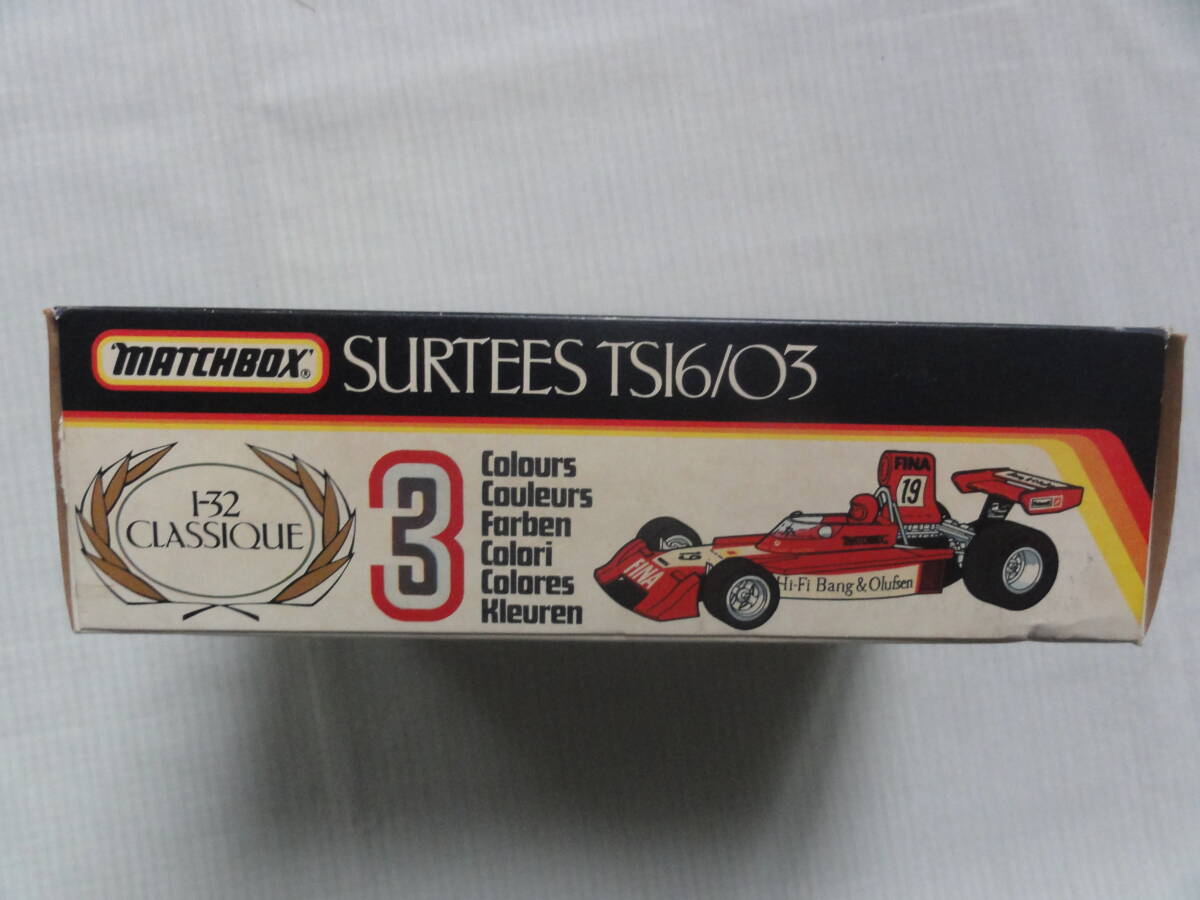 'MATCHBOX'®
SURTEES TS16/03
1-32
CLASSIQUE
3
Colours
Couleurs
Farben
Colori
Colores
Kleuren
FINA
19
FINA
MATCHBOX
Hi-Fi Bang & Olufsen